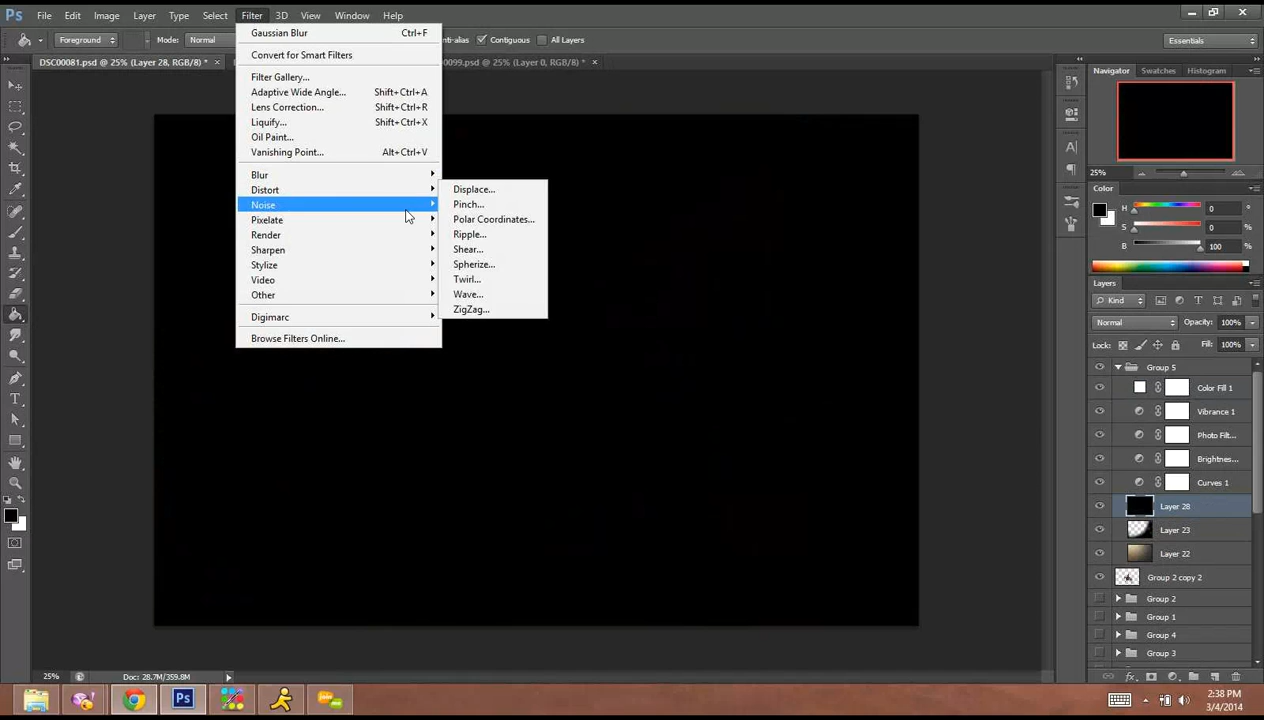 Ps File Edit Image Layer Type Select Filter 3D View Window Help
Foreground Mode: Normal
Contiguous All Layers
Essentials
DSC00081.psd @ 25% (Layer 28, RGB/8) * ×
@ 25% (Layer 0, RGB/8) * ×
Gaussian Blur Ctrl+F
Convert for Smart Filters
Filter Gallery...
Adaptive Wide Angle... Shift+Ctrl+A
Lens Correction... Shift+Ctrl+R
Liquify... Shift+Ctrl+X
Oil Paint...
Vanishing Point... Alt+Ctrl+V
Blur
Distort
Noise
Pixelate
Render
Sharpen
Stylize
Video
Other
Digimarc
Browse Filters Online...
Displace...
Pinch...
Polar Coordinates...
Ripple...
Shear...
Spherize...
Twirl...
Wave...
ZigZag...
Navigator Swatches Histogram
25%
Color
H 0 °
S 0 %
B 100 %
Layers
Kind
Normal Opacity: 100%
Lock: Fill: 100%
Group 5
Color Fill 1
Vibrance 1
Photo Filt...
Brightnes...
Curves 1
Layer 28
Layer 23
Layer 22
Group 2 copy 2
Group 2
Group 1
Group 4
Group 3
25% Doc: 28.7M/359.8M
Ps
2:38 PM
3/4/2014